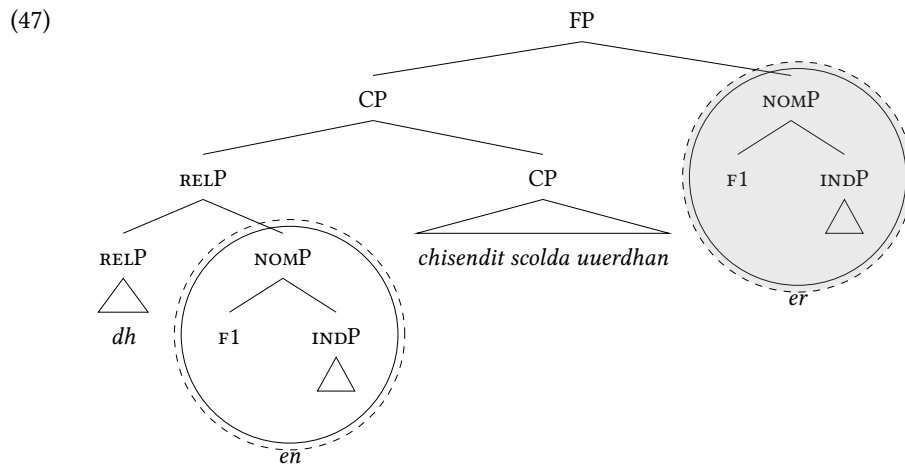 (47)
FP
CP
NOMP
RELP
CP
F1
INDP
RELP
NOMP
chisendit scolda uuerdhan
er
dh
F1
INDP
en